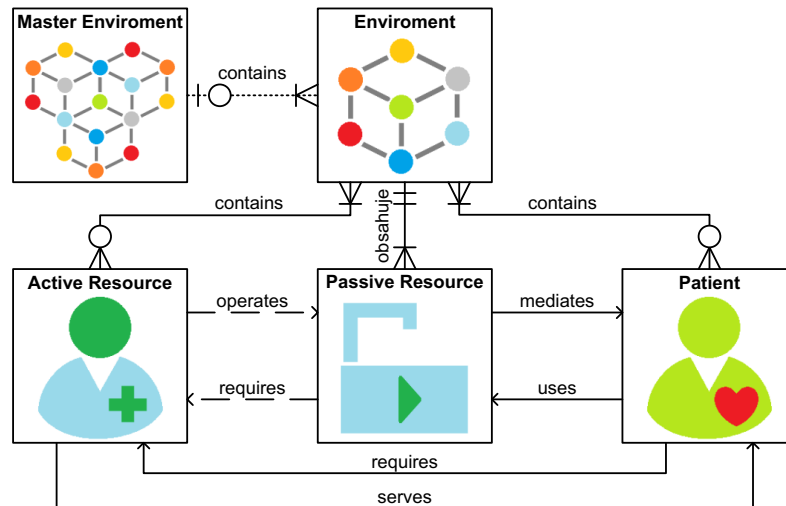 Master Enviroment
Enviroment
contains
contains
obsahuje
contains
Active Resource
Passive Resource
Patient
operates
mediates
requires
uses
requires
serves